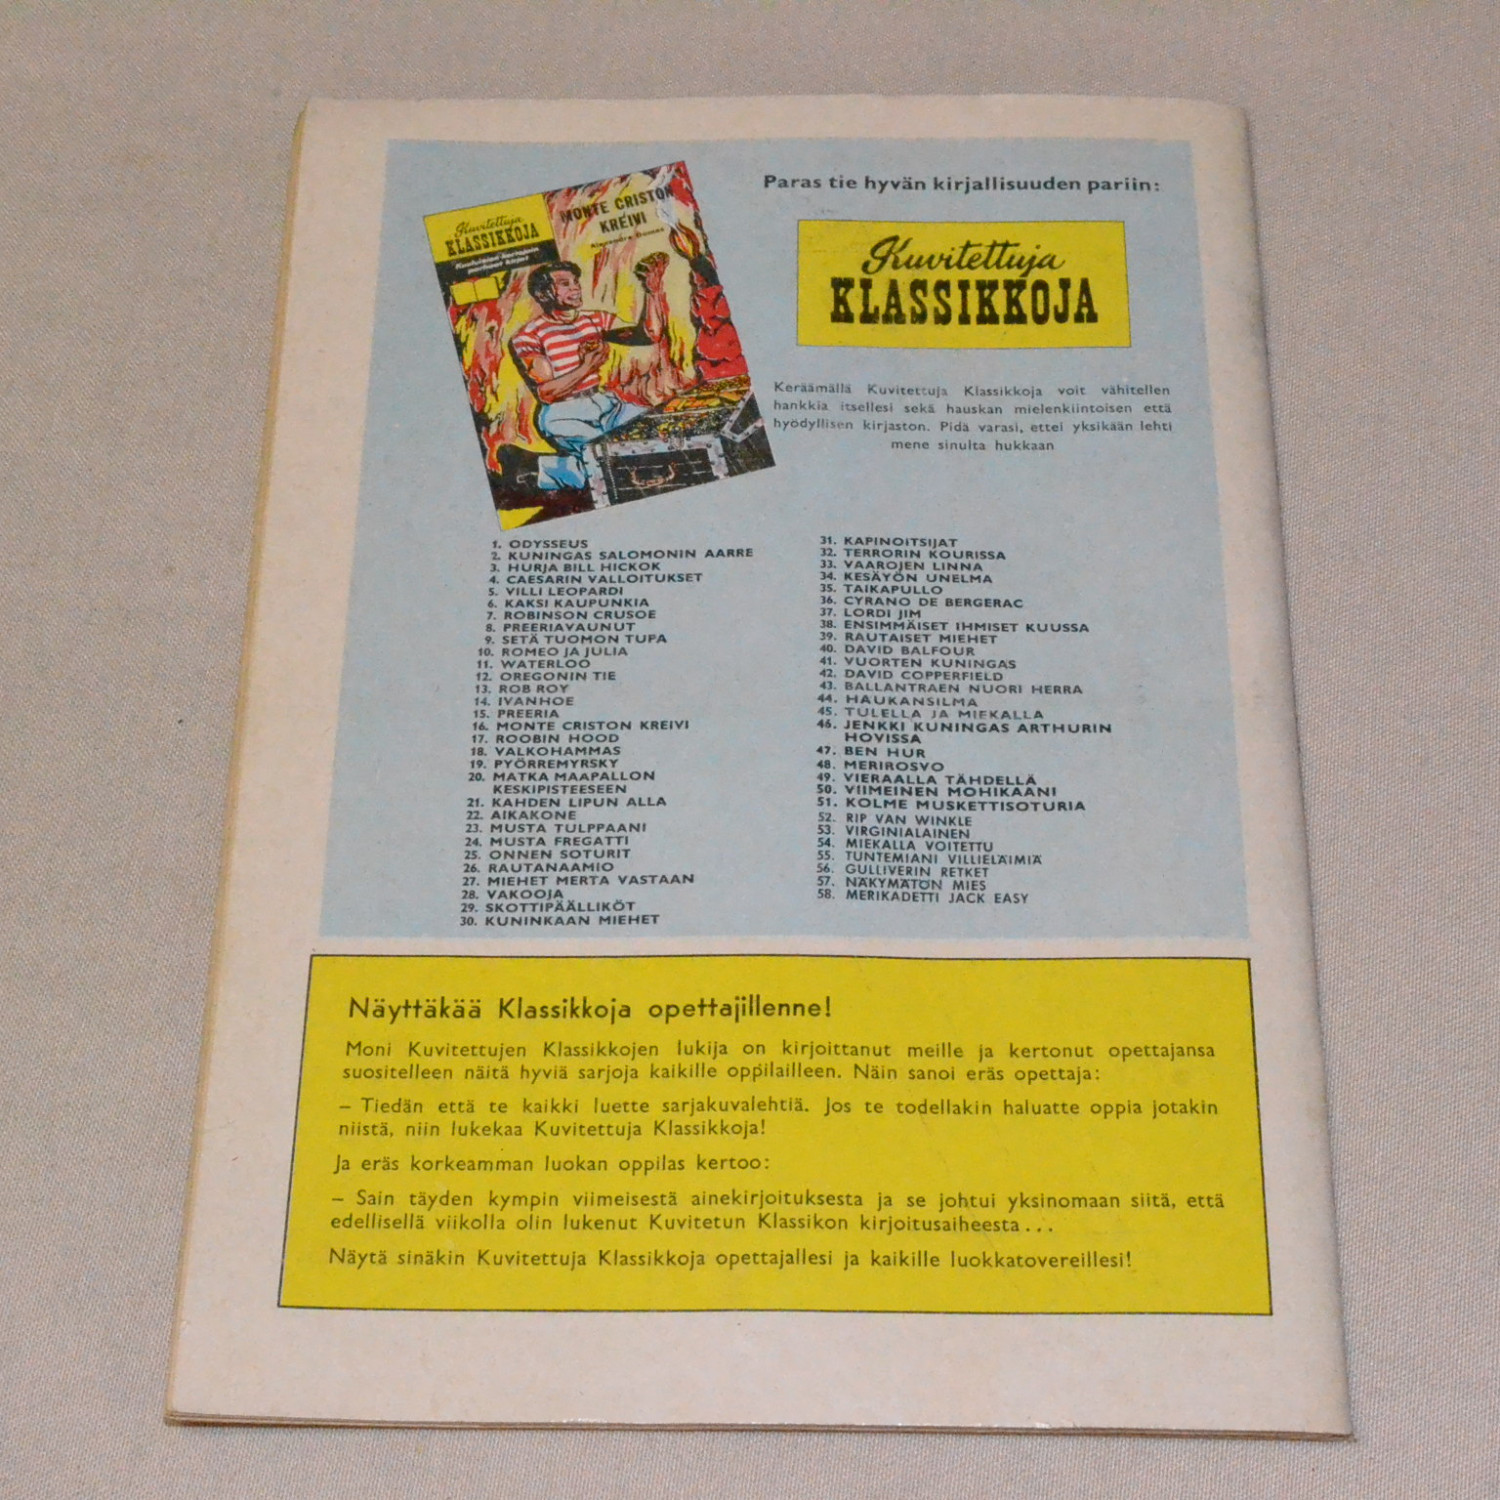 Kuvitettuja
KLASSIKKOJA
MONTE CRISTON
KREIVI
Alexandre Dumas
Paras tie hyvän kirjallisuuden pariin:
Kuvitettuja
KLASSIKKOJA
Keräämällä Kuvitettuja Klassikkoja voit vähitellen
hankkia itsellesi sekä hauskan mielenkiintoisen että
hyödyllisen kirjaston. Pidä varasi, ettei yksikään lehti
mene sinulta hukkaan
1. ODYSSEUS
2. KUNINGAS SALOMONIN AARRE
3. HURJA BILL HICKOK
4. CAESARIN VALLOITUKSET
5. VILLI LEOPARDI
6. KAKSI KAUPUNKIA
7. ROBINSON CRUSOE
8. PREERIAVAUNUT
9. SETÄ TUOMON TUPA
10. ROMEO JA JULIA
11. WATERLOO
12. OREGONIN TIE
13. ROB ROY
14. IVANHOE
15. PREERIA
16. MONTE CRISTON KREIVI
17. ROOBIN HOOD
18. VALKOHAMMAS
19. PYÖRREMYRSKY
20. MATKA MAAPALLON
KESKIPISTEESEEN
21. KAHDEN LIPUN ALLA
22. AIKAKONE
23. MUSTA TULPPAANI
24. MUSTA FREGATTI
25. ONNEN SOTURIT
26. RAUTANAAMIO
27. MIEHET MERTA VASTAAN
28. VAKOOJA
29. SKOTTIPÄÄLLIKÖT
30. KUNINKAAN MIEHET
31. KAPINOITSIJAT
32. TERRORIN KOURISSA
33. VAAROJEN LINNA
34. KESÄYÖN UNELMA
35. TAIKAPULLO
36. CYRANO DE BERGERAC
37. LORDI JIM
38. ENSIMMÄISET IHMISET KUUSSA
39. RAUTAISET MIEHET
40. DAVID BALFOUR
41. VUORTEN KUNINGAS
42. DAVID COPPERFIELD
43. BALLANTRAEN NUORI HERRA
44. HAUKANSILMA
45. TULELLA JA MIEKALLA
46. JENKKI KUNINGAS ARTHURIN
HOVISSA
47. BEN HUR
48. MERIROSVO
49. VIERAALLA TÄHDELLÄ
50. VIIMEINEN MOHIKAANI
51. KOLME MUSKETTISOTURIA
52. RIP VAN WINKLE
53. VIRGINIALAINEN
54. MIEKALLA VOITETTU
55. TUNTEMIANI VILLIELÄIMIÄ
56. GULLIVERIN RETKET
57. NÄKYMÄTÖN MIES
58. MERIKADETTI JACK EASY
Näyttäkää Klassikkoja opettajillenne!
Moni Kuvitettujen Klassikkojen lukija on kirjoittanut meille ja kertonut opettajansa
suositelleen näitä hyviä sarjoja kaikille oppilailleen. Näin sanoi eräs opettaja:
– Tiedän että te kaikki luette sarjakuvalehtiä. Jos te todellakin haluatte oppia jotakin
niistä, niin lukekaa Kuvitettuja Klassikkoja!
Ja eräs korkeamman luokan oppilas kertoo:
– Sain täyden kympin viimeisestä ainekirjoituksesta ja se johtui yksinomaan siitä, että
edellisellä viikolla olin lukenut Kuvitetun Klassikon kirjoitusaiheesta...
Näytä sinäkin Kuvitettuja Klassikkoja opettajallesi ja kaikille luokkatovereillesi!